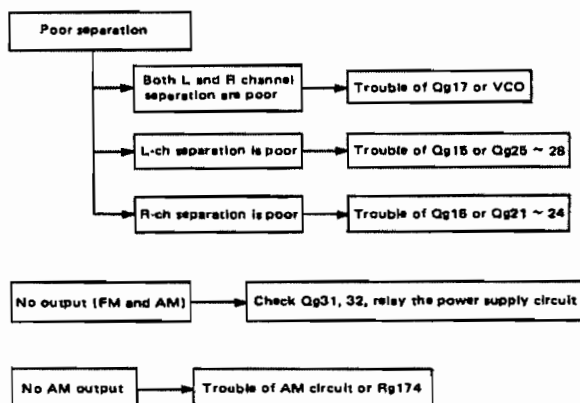 Poor separation
Both L and R channel
separation are poor
Trouble of Qg17 or VCO
L-ch separation is poor
Trouble of Qg15 or Qg25 ~ 28
R-ch separation is poor
Trouble of Qg16 or Qg21 ~ 24
No output (FM and AM)
Check Qg31, 32, relay the power supply circuit
No AM output
Trouble of AM circuit or Rg174